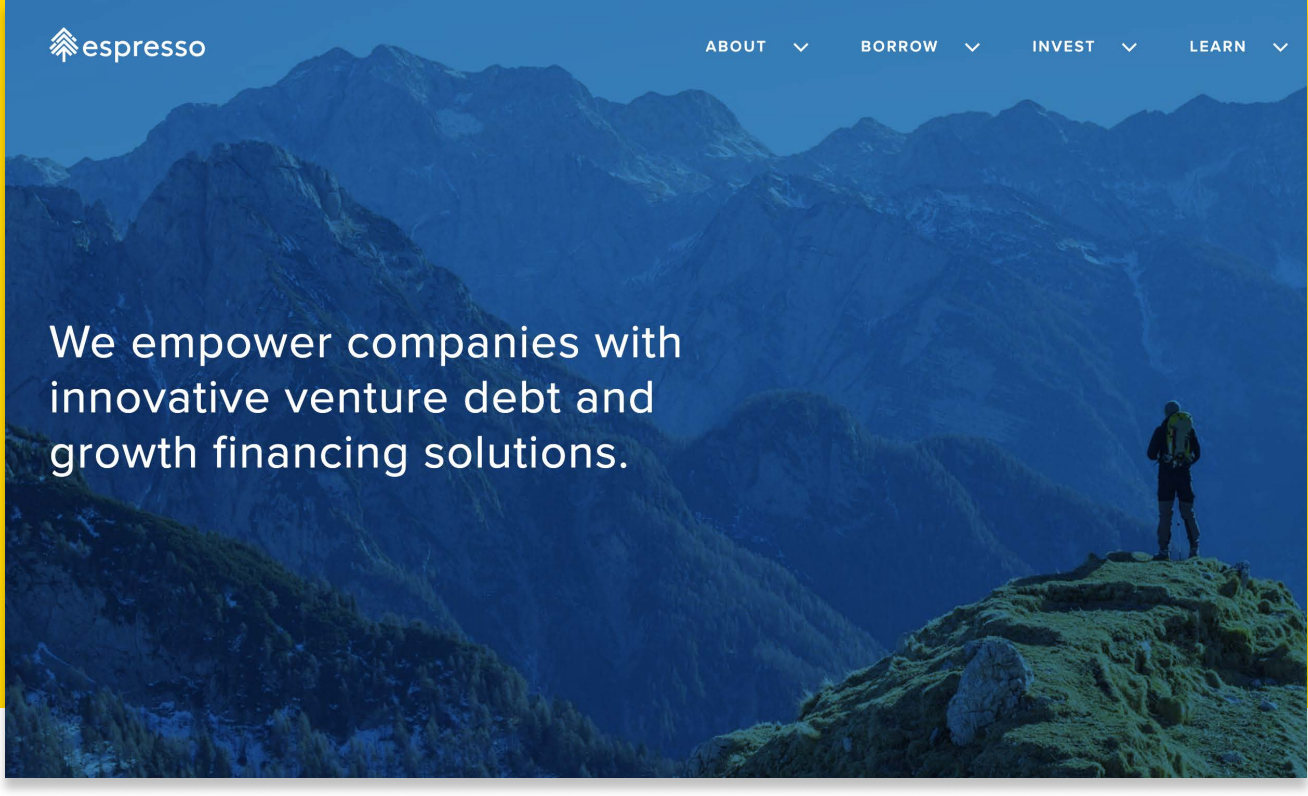 espresso
ABOUT
BORROW
INVEST
LEARN
We empower companies with
innovative venture debt and
growth financing solutions.